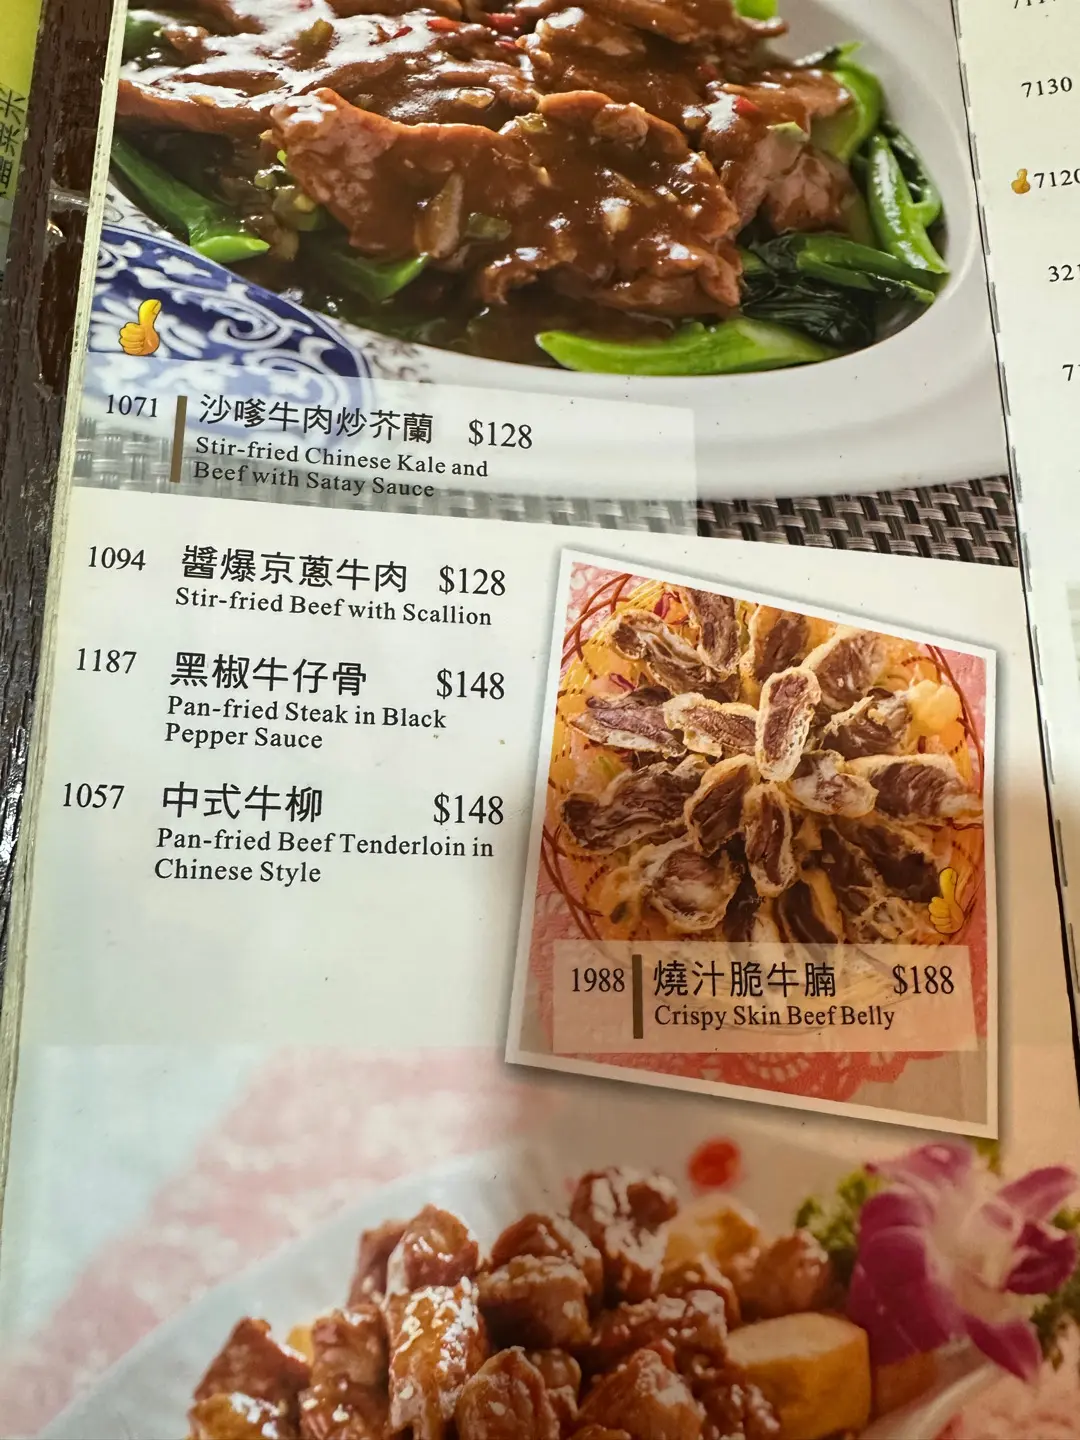 1071 沙嗲牛肉炒芥蘭 $128
Stir-fried Chinese Kale and
Beef with Satay Sauce
1094 醬爆京蔥牛肉 $128
Stir-fried Beef with Scallion
1187 黑椒牛仔骨 $148
Pan-fried Steak in Black
Pepper Sauce
1057 中式牛柳 $148
Pan-fried Beef Tenderloin in
Chinese Style
1988 燒汁脆牛腩 $188
Crispy Skin Beef Belly
7130
7120
321